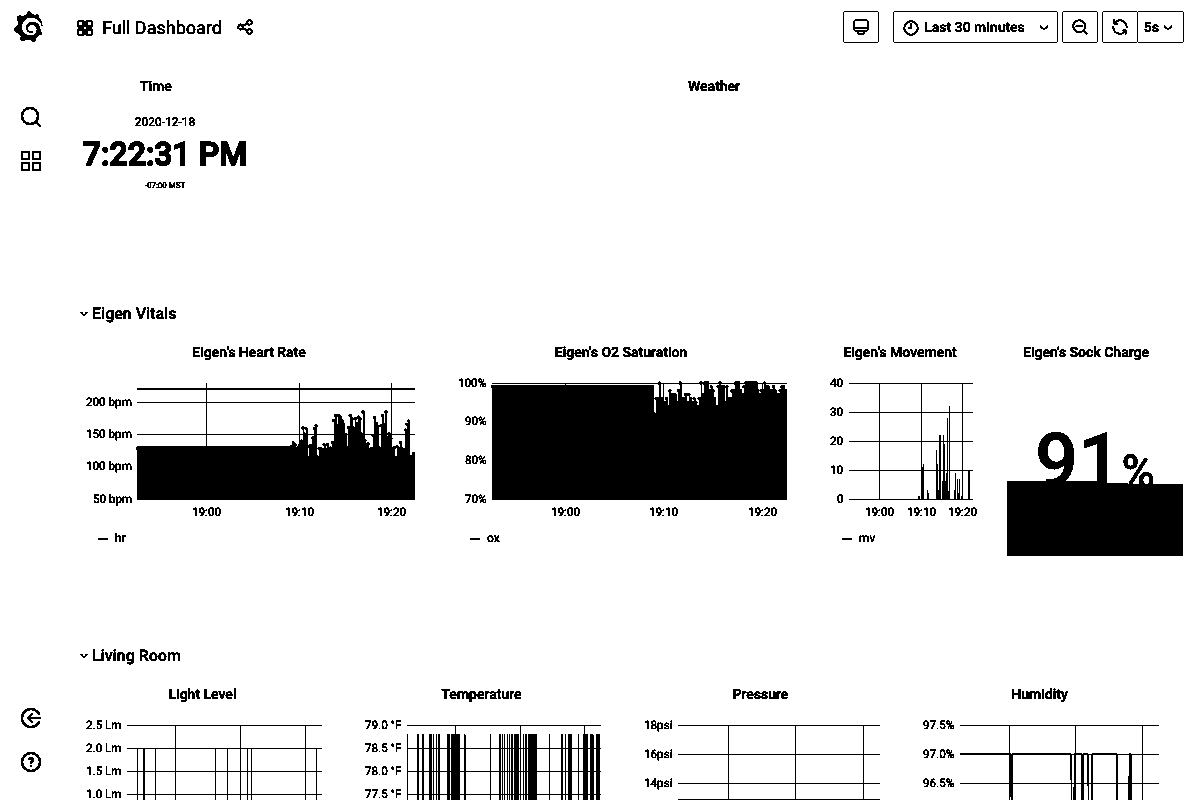 Full Dashboard
Last 30 minutes
5s
Time
Weather
2020-12-18
7:22:31 PM
-07:00 MST
Eigen Vitals
Eigen's Heart Rate
200 bpm
150 bpm
100 bpm
50 bpm
19:00 19:10 19:20
hr
Eigen's O2 Saturation
100%
90%
80%
70%
19:00 19:10 19:20
ox
Eigen's Movement
40
30
20
10
0
19:00 19:10 19:20
mv
Eigen's Sock Charge
91%
Living Room
Light Level
2.5 Lm
2.0 Lm
1.5 Lm
1.0 Lm
Temperature
79.0 °F
78.5 °F
78.0 °F
77.5 °F
Pressure
18psi
16psi
14psi
Humidity
97.5%
97.0%
96.5%